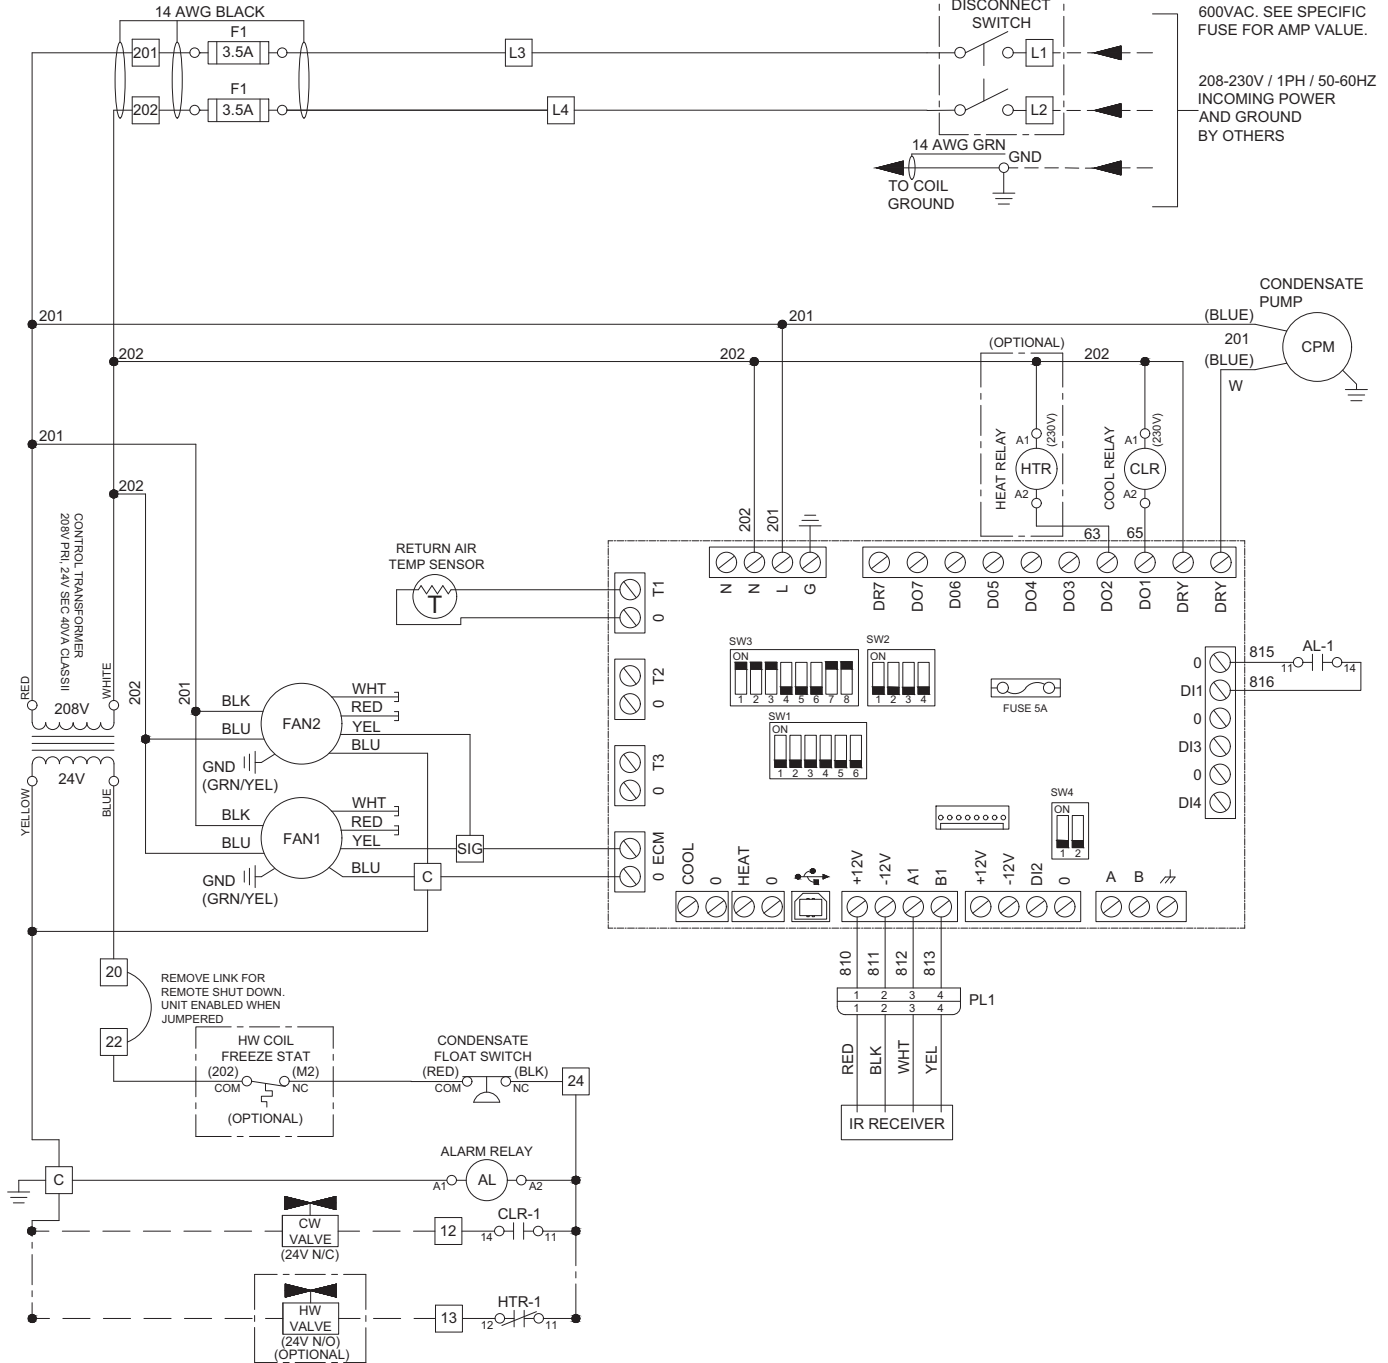 14 AWG BLACK
DISCONNECT
SWITCH
600VAC. SEE SPECIFIC
FUSE FOR AMP VALUE.
201
F1
3.5A
L3
L1
202
F1
3.5A
L4
L2
208-230V / 1PH / 50-60HZ
INCOMING POWER
AND GROUND
BY OTHERS
14 AWG GRN
GND
TO COIL
GROUND
CONDENSATE
PUMP
201
201
(BLUE)
201
(BLUE)
W
CPM
202
202
(OPTIONAL)
202
HEAT RELAY
A1
(230V)
HTR
A2
COOL RELAY
A1
(230V)
CLR
A2
63
65
201
202
CONTROL TRANSFORMER
208V PRI, 24V SEC 40VA CLASSII
RED
208V
WHITE
202
201
YELLOW
24V
BLUE
RETURN AIR
TEMP SENSOR
T
202
201
N
N
L
G
DR7
DO7
D06
D05
DO4
DO3
DO2
DO1
DRY
DRY
T1
0
T2
0
T3
0
ECM
0
SW3
ON
1 2 3 4 5 6 7 8
SW2
ON
1 2 3 4
SW1
ON
1 2 3 4 5 6
FUSE 5A
SW4
ON
1 2
0
DI1
0
DI3
0
DI4
815
AL-1
11
14
816
BLK
BLU
FAN2
WHT
RED
YEL
BLU
GND
(GRN/YEL)
BLK
BLU
FAN1
WHT
RED
YEL
BLU
GND
(GRN/YEL)
SIG
C
COOL
0
HEAT
0
+12V
-12V
A1
B1
+12V
-12V
DI2
0
A
B
810
811
812
813
1 2 3 4
1 2 3 4
PL1
RED
BLK
WHT
YEL
IR RECEIVER
20
22
REMOVE LINK FOR
REMOTE SHUT DOWN.
UNIT ENABLED WHEN
JUMPERED
HW COIL
FREEZE STAT
(202)
COM
(M2)
NC
(OPTIONAL)
CONDENSATE
FLOAT SWITCH
(RED)
COM
(BLK)
NC
24
ALARM RELAY
C
A1
AL
A2
CW
VALVE
(24V N/C)
12
CLR-1
14
11
HW
VALVE
(24V N/O)
(OPTIONAL)
13
HTR-1
12
11